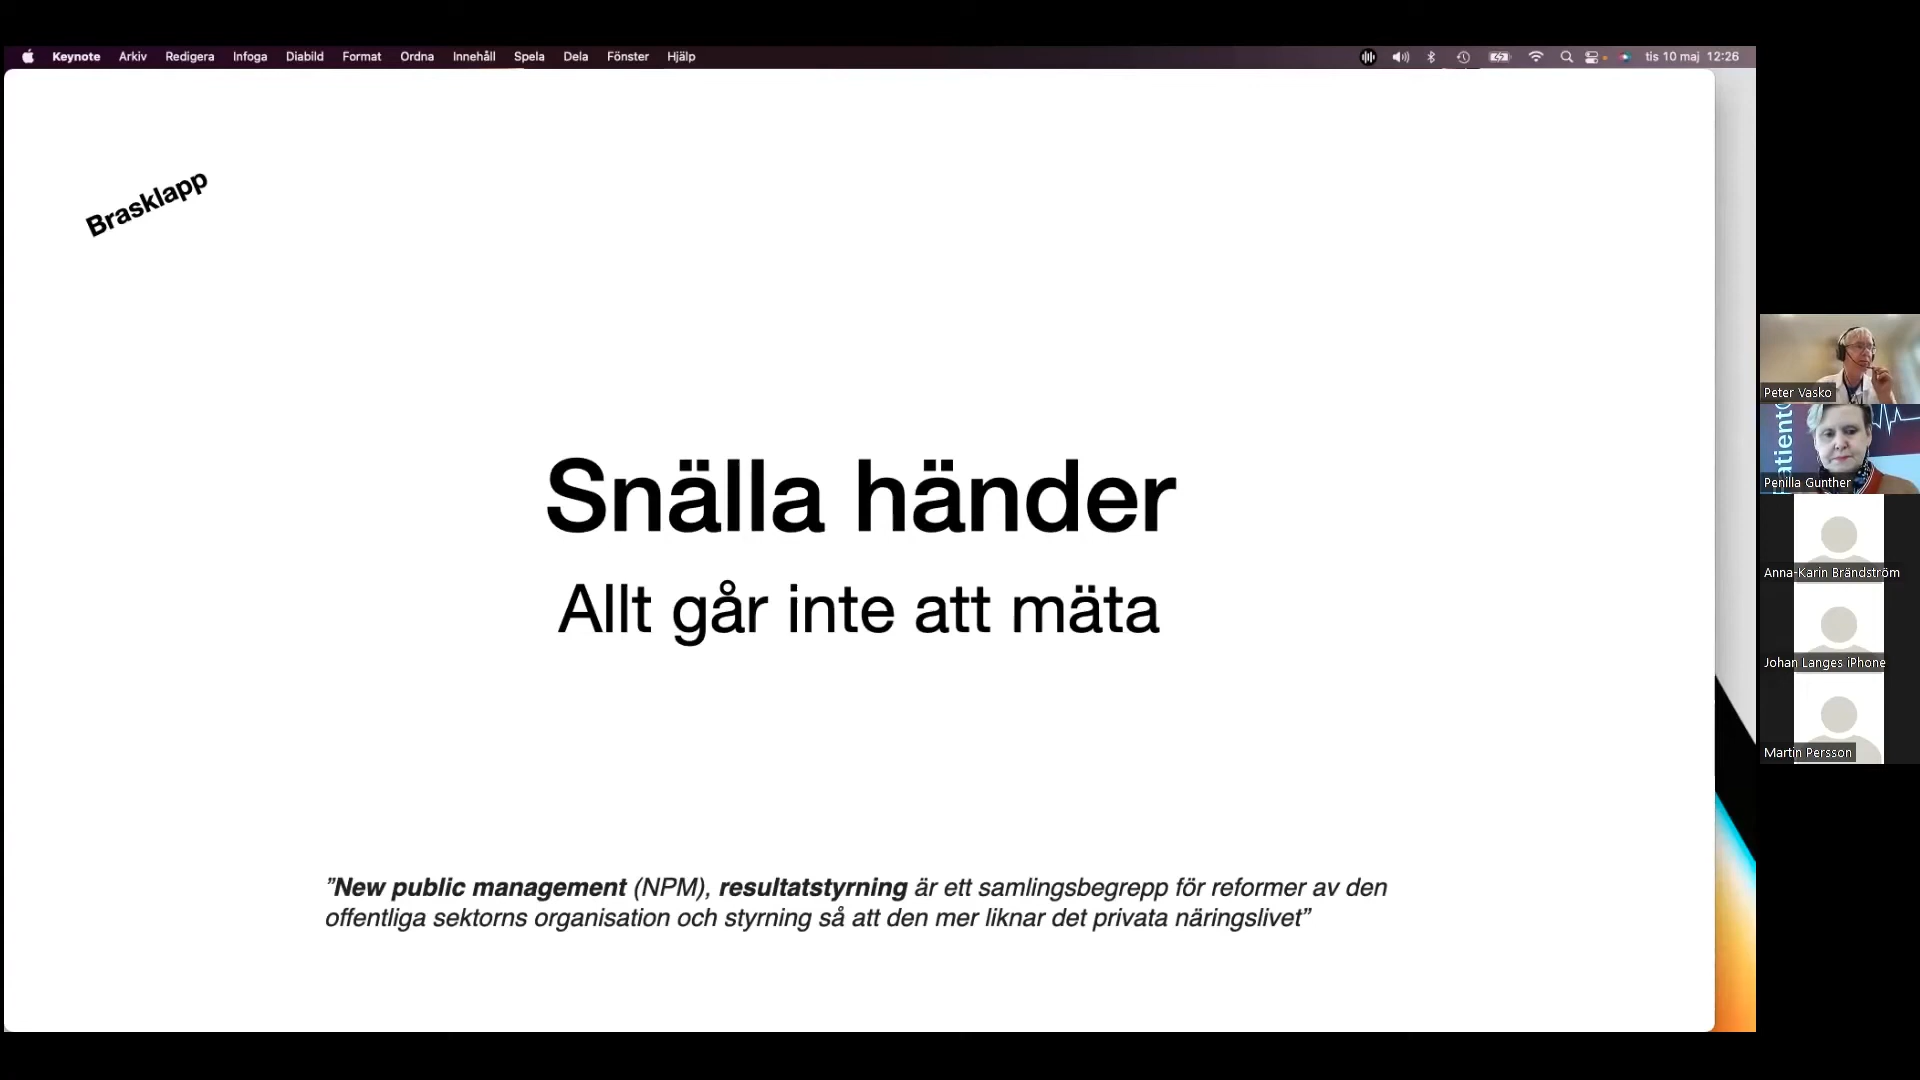 Keynote Arkiv Redigera Infoga Diabild Format Ordna Innehåll Spela Dela Fönster Hjälp tis 10 maj 12:26
Brasklapp
Snälla händer
Allt går inte att mäta
”New public management (NPM), resultatstyrning är ett samlingsbegrepp för reformer av den
offentliga sektorns organisation och styrning så att den mer liknar det privata näringslivet”
Peter Vasko
atient
Penilla Gunther
Anna-Karin Brändström
Johan Langes iPhone
Martin Persson